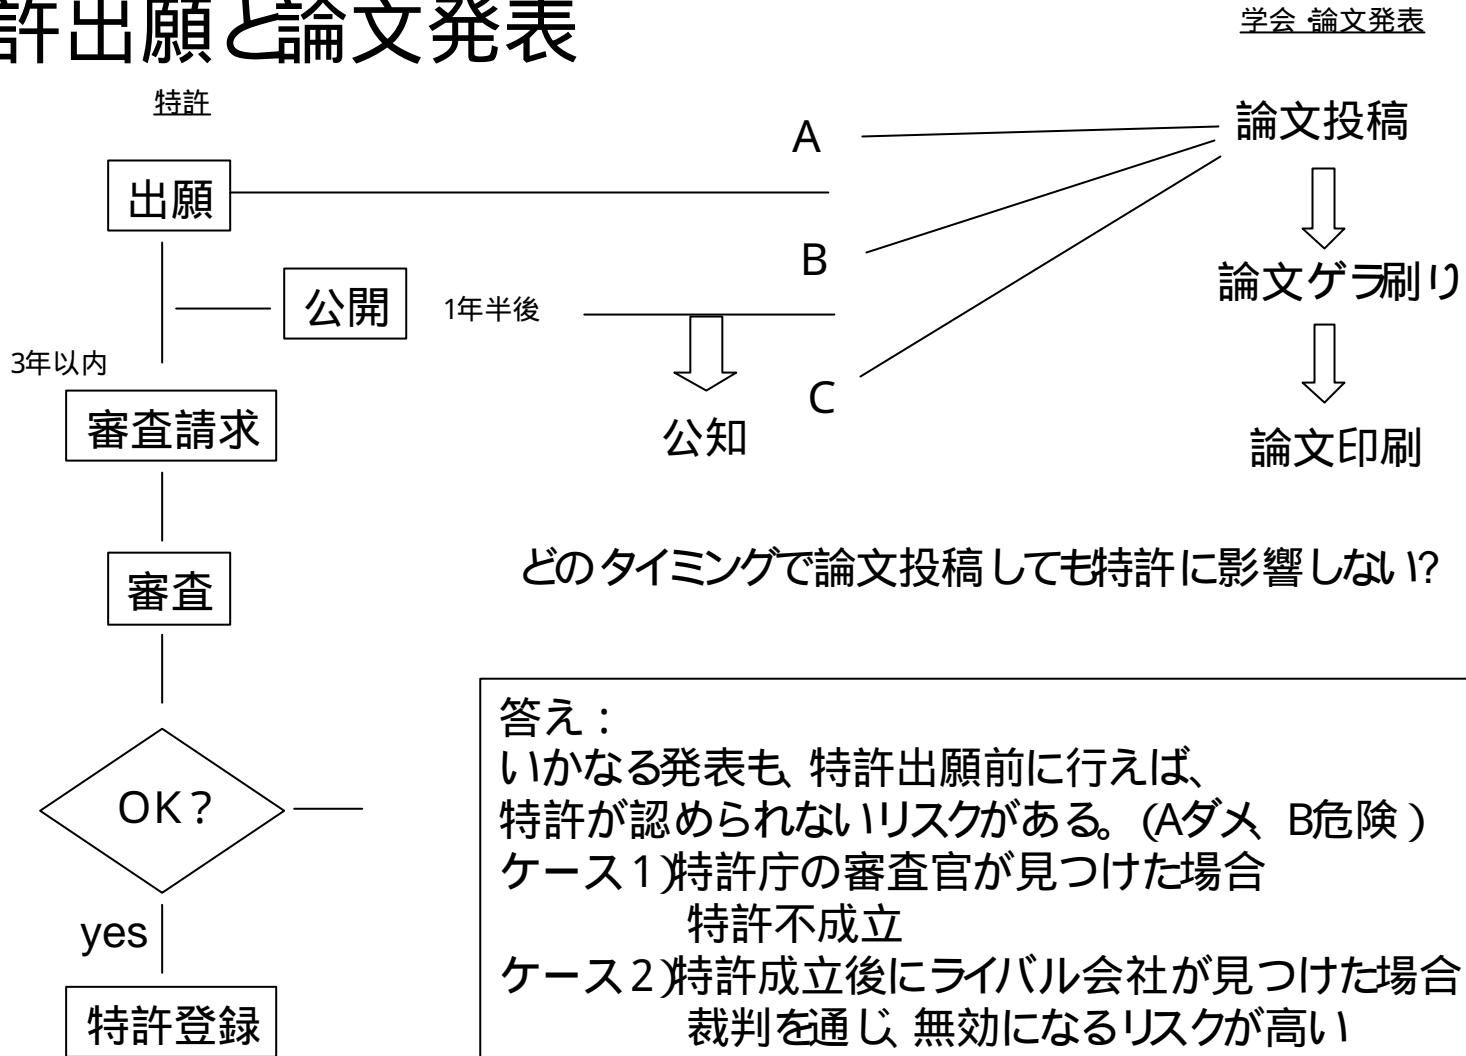 許出願と論文発表
学会・論文発表
特許
A
論文投稿
出願
B
論文ゲラ刷り
公開
1年半後
3年以内
C
審査請求
公知
論文印刷
どのタイミングで論文投稿しても特許に影響しない?
審査
答え:
いかなる発表も、特許出願前に行えば、
特許が認められないリスクがある。(Aダメ、B危険)
OK?
ケース1)特許庁の審査官が見つけた場合
特許不成立
yes
ケース2)特許成立後にライバル会社が見つけた場合
裁判を通じ、無効になるリスクが高い
特許登録